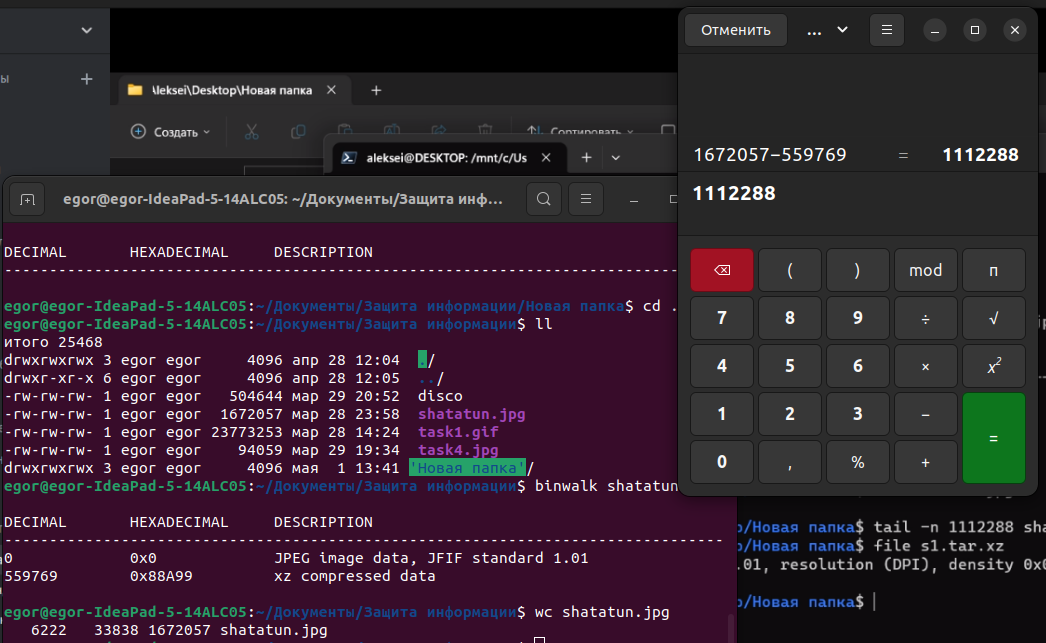 Отменить
...
ы
\leksei\Desktop\Новая папка
Создать
Сортировать
aleksei@DESKTOP: /mnt/c/Us
1672057−559769 = 1112288
1112288
( ) mod π
7 8 9 ÷ √
4 5 6 × x²
1 2 3 − =
0 , % +
egor@egor-IdeaPad-5-14ALC05: ~/Документы/Защита инф...
DECIMAL HEXADECIMAL DESCRIPTION
--------------------------------------------------------------------------------
egor@egor-IdeaPad-5-14ALC05:~/Документы/Защита информации/Новая папка$ cd .
egor@egor-IdeaPad-5-14ALC05:~/Документы/Защита информации$ ll
итого 25468
drwxrwxrwx 3 egor egor 4096 апр 28 12:04 ./
drwxr-xr-x 6 egor egor 4096 апр 28 12:05 ../
-rw-rw-rw- 1 egor egor 504644 мар 29 20:52 disco
-rw-rw-rw- 1 egor egor 1672057 мар 28 23:58 shatatun.jpg
-rw-rw-rw- 1 egor egor 23773253 мар 28 14:24 task1.gif
-rw-rw-rw- 1 egor egor 94059 мар 29 19:34 task4.jpg
drwxrwxrwx 3 egor egor 4096 мая 1 13:41 'Новая папка'/
egor@egor-IdeaPad-5-14ALC05:~/Документы/Защита информации$ binwalk shatatun
DECIMAL HEXADECIMAL DESCRIPTION
--------------------------------------------------------------------------------
0 0x0 JPEG image data, JFIF standard 1.01
559769 0x88A99 xz compressed data
egor@egor-IdeaPad-5-14ALC05:~/Документы/Защита информации$ wc shatatun.jpg
6222 33838 1672057 shatatun.jpg
p/Новая папка$ tail -n 1112288 sha
p/Новая папка$ file s1.tar.xz
.01, resolution (DPI), density 0x0
p/Новая папка$